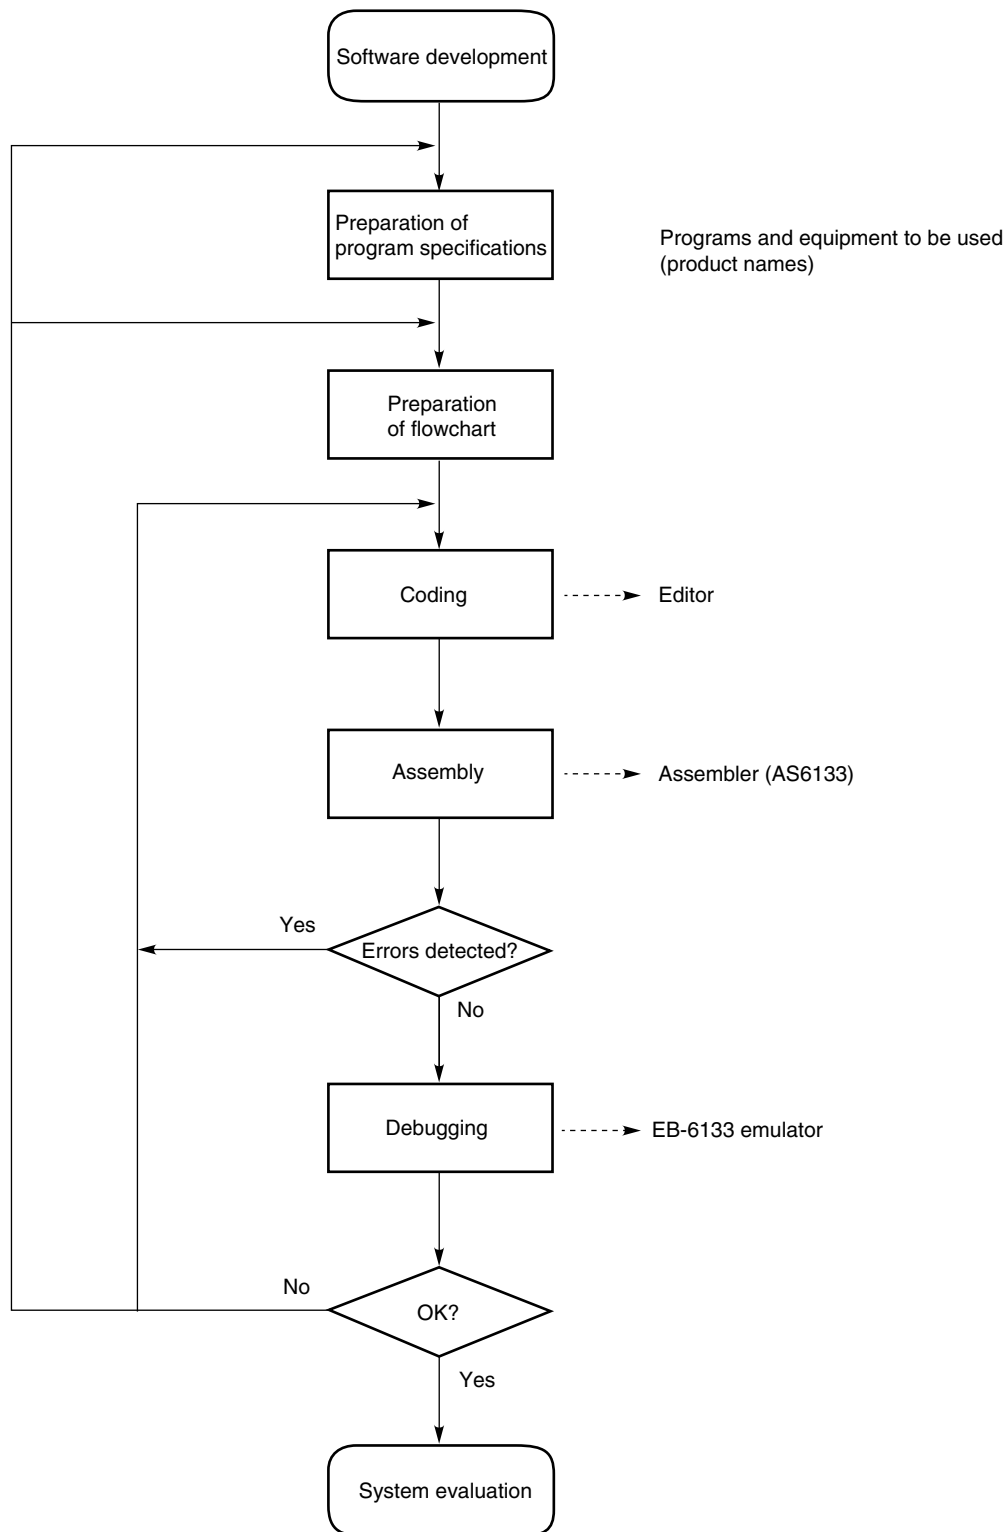 Software development
Preparation of
program specifications
Programs and equipment to be used
(product names)
Preparation
of flowchart
Coding
Editor
Assembly
Assembler (AS6133)
Yes
Errors detected?
No
Debugging
EB-6133 emulator
No
OK?
Yes
System evaluation